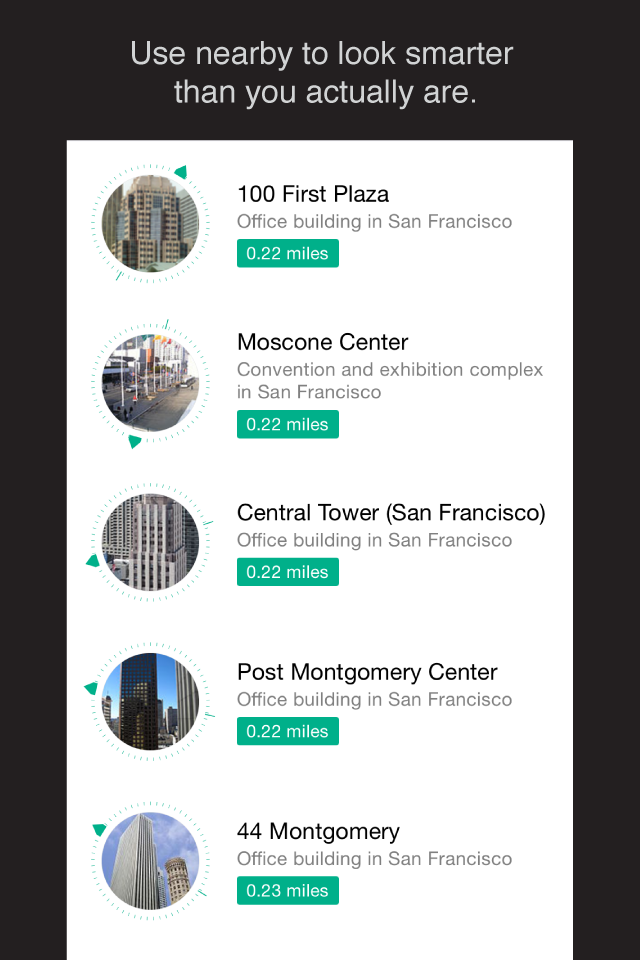 Use nearby to look smarter
than you actually are.
100 First Plaza
Office building in San Francisco
0.22 miles
Moscone Center
Convention and exhibition complex
in San Francisco
0.22 miles
Central Tower (San Francisco)
Office building in San Francisco
0.22 miles
Post Montgomery Center
Office building in San Francisco
0.22 miles
44 Montgomery
Office building in San Francisco
0.23 miles